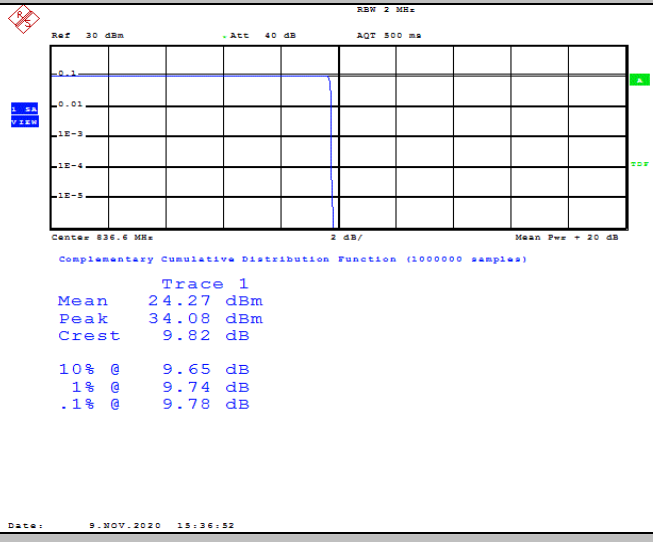 R S
RBW 2 MHz
Ref 30 dBm Att 40 dB AQT 500 ms
0.1
A
0.01
1 SA
VIEW
1E-3
1E-4
TDF
1E-5
Center 836.6 MHz 2 dB/ Mean Pwr + 20 dB
Complementary Cumulative Distribution Function (1000000 samples)
Trace 1
Mean 24.27 dBm
Peak 34.08 dBm
Crest 9.82 dB
10% @ 9.65 dB
1% @ 9.74 dB
.1% @ 9.78 dB
Date: 9.NOV.2020 15:36:52